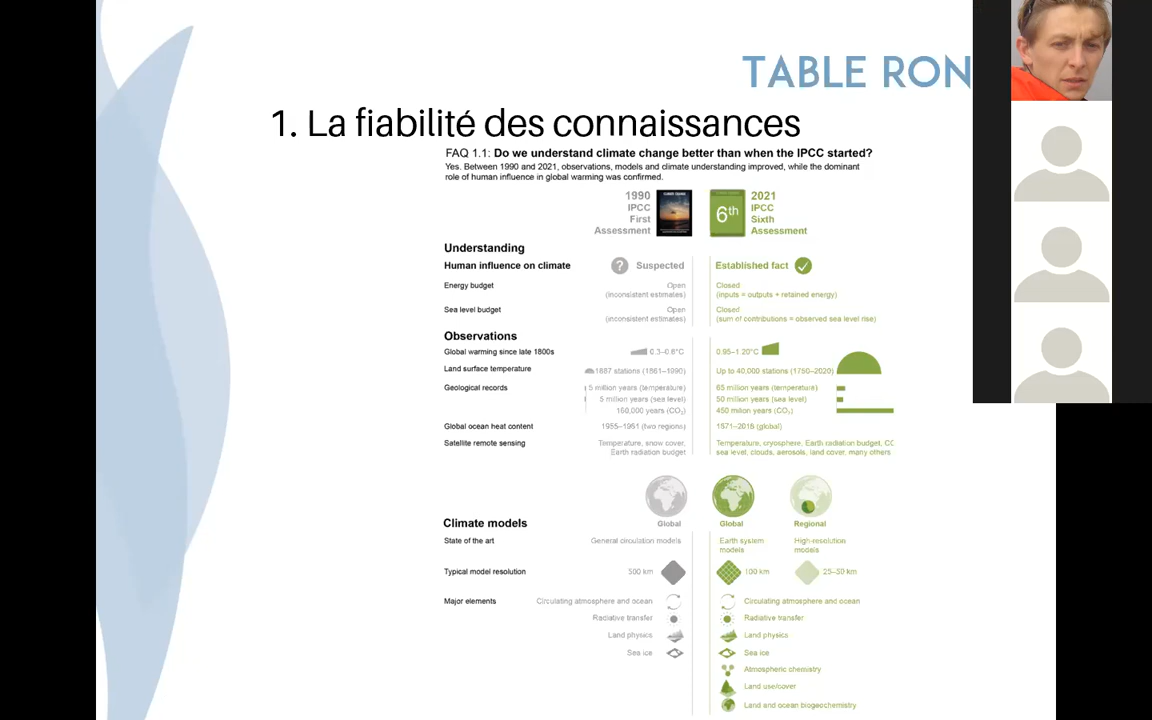 TABLE RON
1. La fiabilité des connaissances
FAQ 1.1: Do we understand climate change better than when the IPCC started?
Yes. Between 1990 and 2021, observations, models and climate understanding improved, while the dominant
role of human influence in global warming was confirmed.
1990
IPCC
First
Assessment
6th
2021
IPCC
Sixth
Assessment
Understanding
Human influence on climate ? Suspected Established fact
Energy budget Open Closed
(inconsistent estimates) (inputs = outputs + retained energy)
Sea level budget Open Closed
(inconsistent estimates) (sum of contributions = observed sea level rise)
Observations
Global warming since late 1800s 0.3–0.6°C 0.95–1.20°C
Land surface temperature 1887 stations (1861–1990) Up to 40,000 stations (1750–2020)
Geological records 5 million years (temperature) 65 million years (temperature)
5 million years (sea level) 50 million years (sea level)
160,000 years (CO₂) 450 million years (CO₂)
Global ocean heat content 1955–1981 (two regions) 1871–2018 (global)
Satellite remote sensing Temperature, snow cover, Temperature, cryosphere, Earth radiation budget, CC
Earth radiation budget sea level, clouds, aerosols, land cover, many others
Global Global Regional
Climate models
State of the art General circulation models Earth system High-resolution
models models
Typical model resolution 500 km 100 km 25–50 km
Major elements Circulating atmosphere and ocean Circulating atmosphere and ocean
Radiative transfer Radiative transfer
Land physics Land physics
Sea ice Sea ice
Atmospheric chemistry
Land use/cover
Land and ocean biogeochemistry